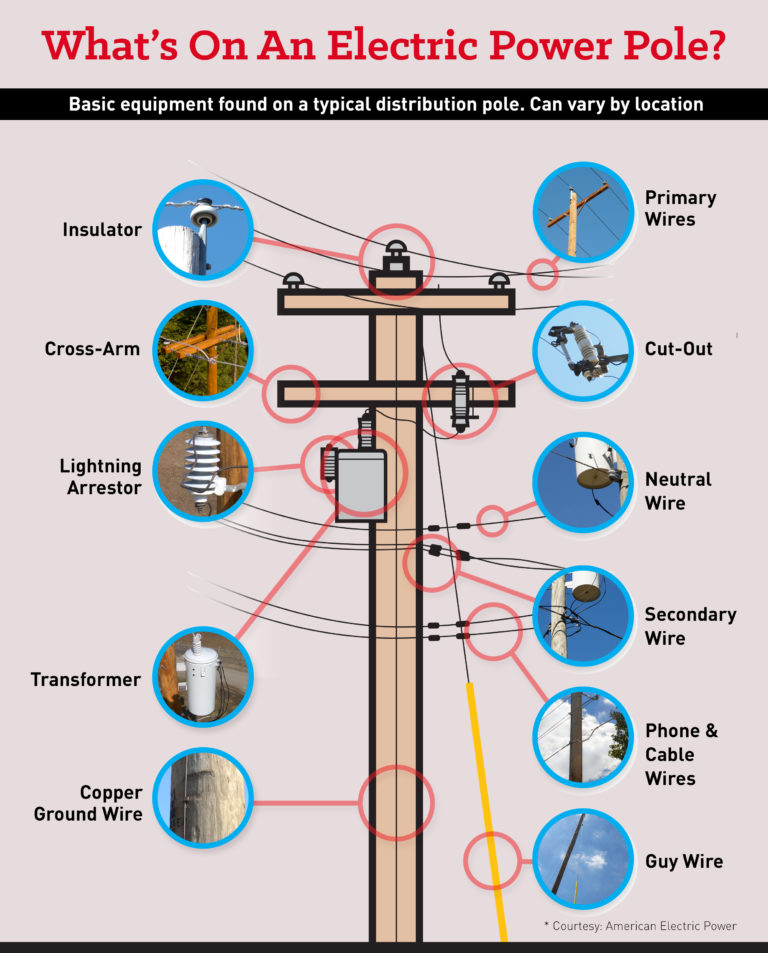 What's On An Electric Power Pole?
Basic equipment found on a typical distribution pole. Can vary by location
Insulator
Cross-Arm
Lightning
Arrestor
Transformer
Copper
Ground Wire
Primary
Wires
Cut-Out
Neutral
Wire
Secondary
Wire
Phone &
Cable
Wires
Guy Wire
* Courtesy: American Electric Power